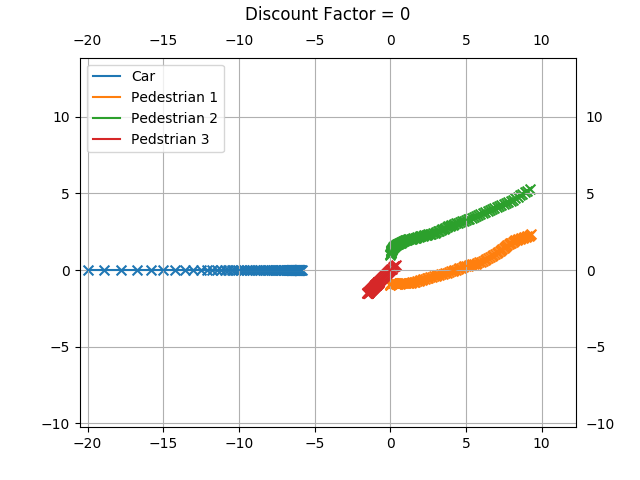 Discount Factor = 0
−20 −15 −10 −5 0 5 10
Car
Pedestrian 1
Pedestrian 2
Pedstrian 3
10 10
5 5
0 0
−5 −5
−10 −10
−20 −15 −10 −5 0 5 10